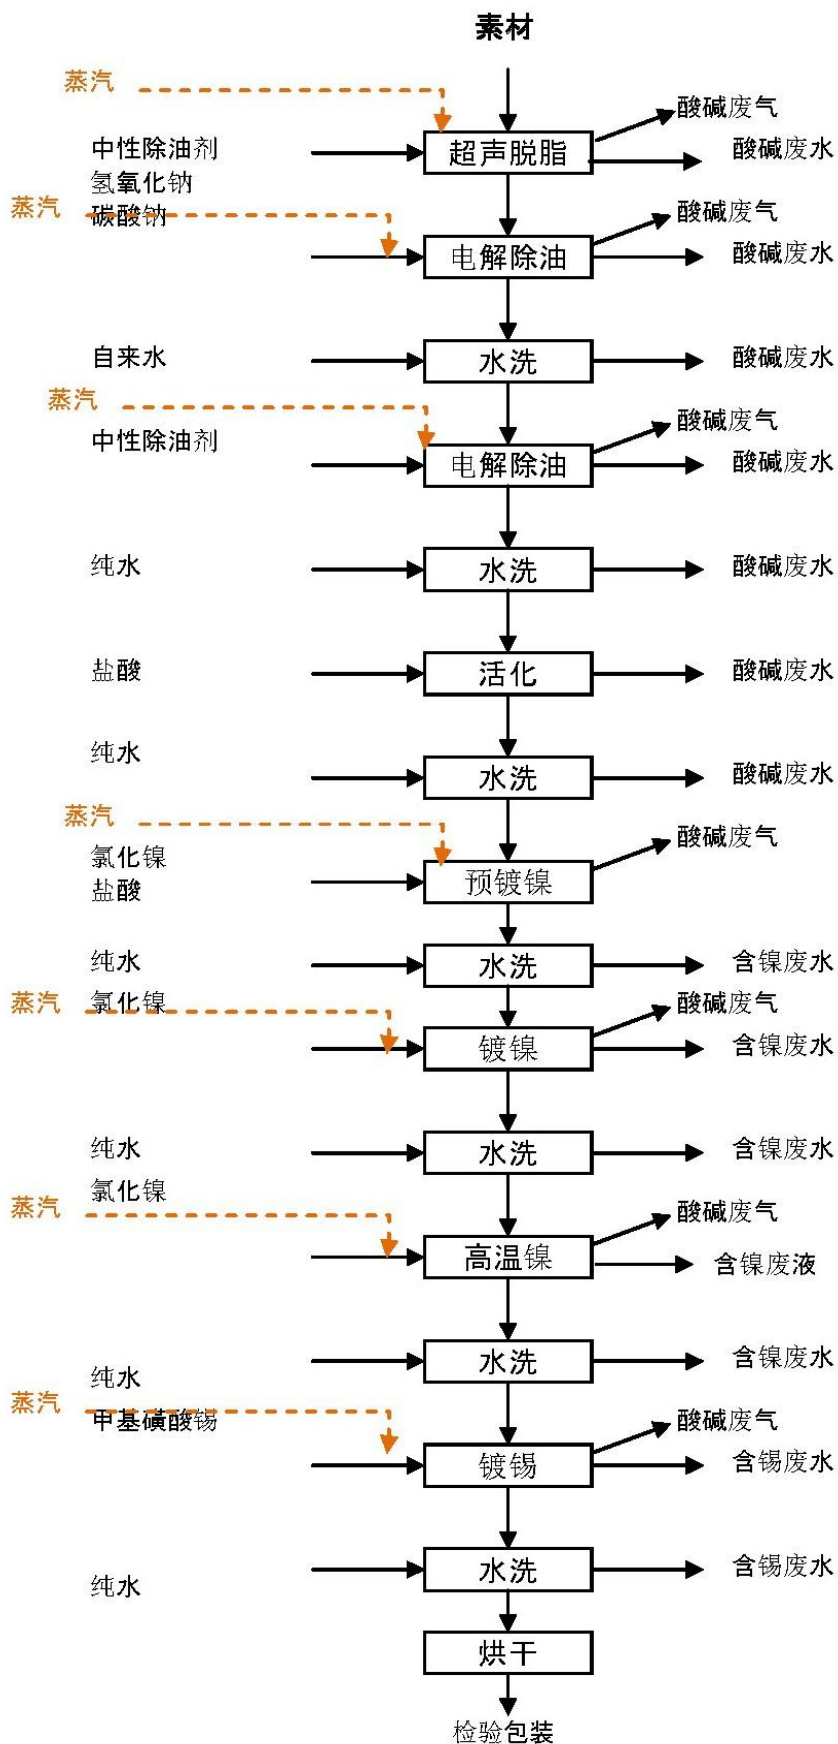 素材
蒸汽
酸碱废气
中性除油剂
超声脱脂
酸碱废水
氢氧化钠
蒸汽
碳酸钠
酸碱废气
电解除油
酸碱废水
自来水
水洗
酸碱废水
蒸汽
酸碱废气
中性除油剂
电解除油
酸碱废水
纯水
水洗
酸碱废水
盐酸
活化
酸碱废水
纯水
水洗
酸碱废水
蒸汽
酸碱废气
氯化镍
盐酸
预镀镍
纯水
水洗
含镍废水
蒸汽
氯化镍
酸碱废气
镀镍
含镍废水
纯水
水洗
含镍废水
氯化镍
蒸汽
酸碱废气
高温镍
含镍废液
纯水
水洗
含镍废水
蒸汽
甲基磺酸锡
酸碱废气
镀锡
含锡废水
纯水
水洗
含锡废水
烘干
检验包装